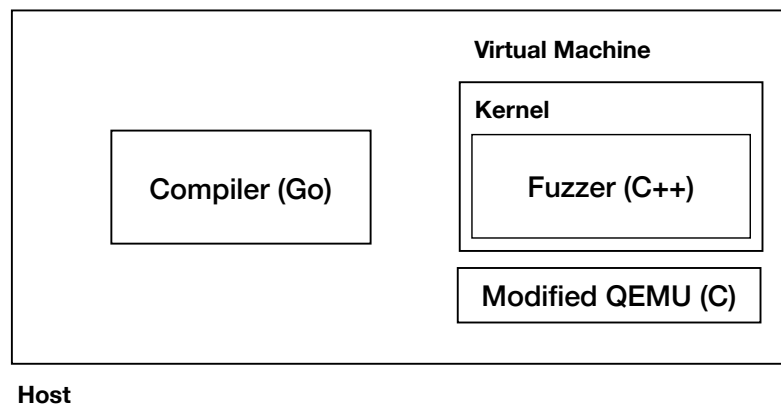 Virtual Machine
Kernel
Compiler (Go)
Fuzzer (C++)
Modified QEMU (C)
Host